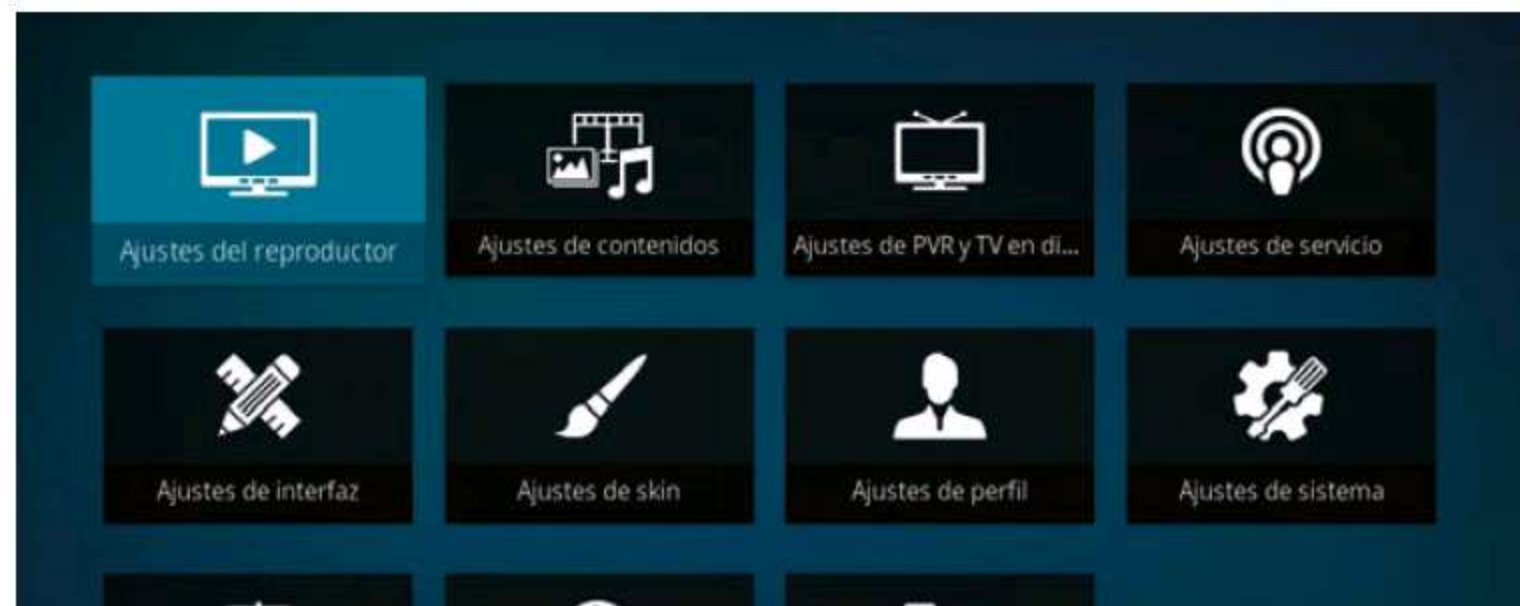 Ajustes del reproductor
Ajustes de contenidos
Ajustes de PVR y TV en di...
Ajustes de servicio
Ajustes de interfaz
Ajustes de skin
Ajustes de perfil
Ajustes de sistema